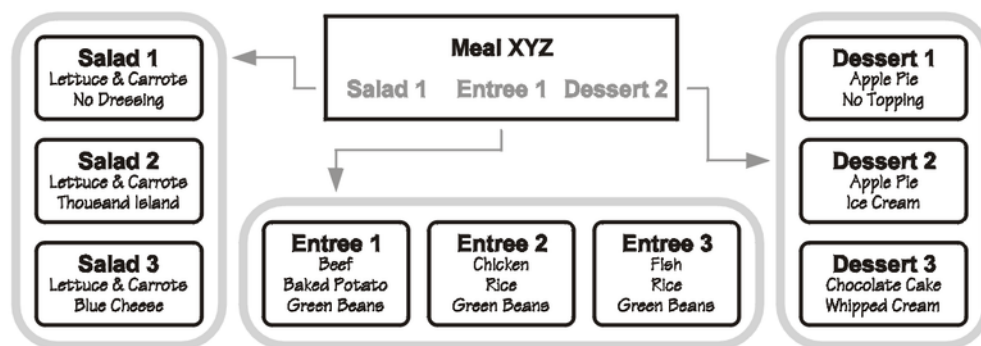 Meal XYZ
Salad 1 Entree 1 Dessert 2
Salad 1
Lettuce & Carrots
No Dressing
Salad 2
Lettuce & Carrots
Thousand Island
Salad 3
Lettuce & Carrots
Blue Cheese
Entree 1
Beef
Baked Potato
Green Beans
Entree 2
Chicken
Rice
Green Beans
Entree 3
Fish
Rice
Green Beans
Dessert 1
Apple Pie
No Topping
Dessert 2
Apple Pie
Ice Cream
Dessert 3
Chocolate Cake
Whipped Cream